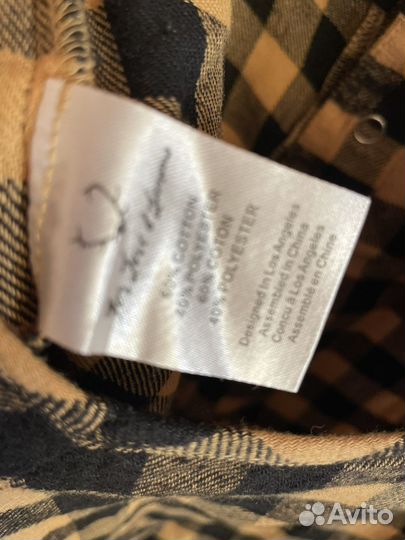 60% COTTON
40% POLYESTER
60% COTON
40% POLYESTER
Designed In Los Angeles
Assembled In China
Concu à Los Angeles
Assemblé en Chine
Avito